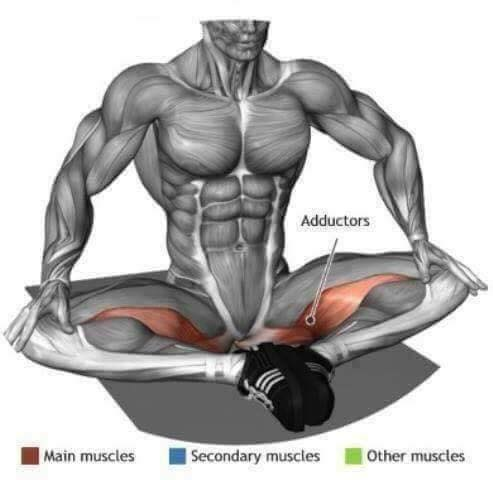 Adductors
Main muscles
Secondary muscles
Other muscles